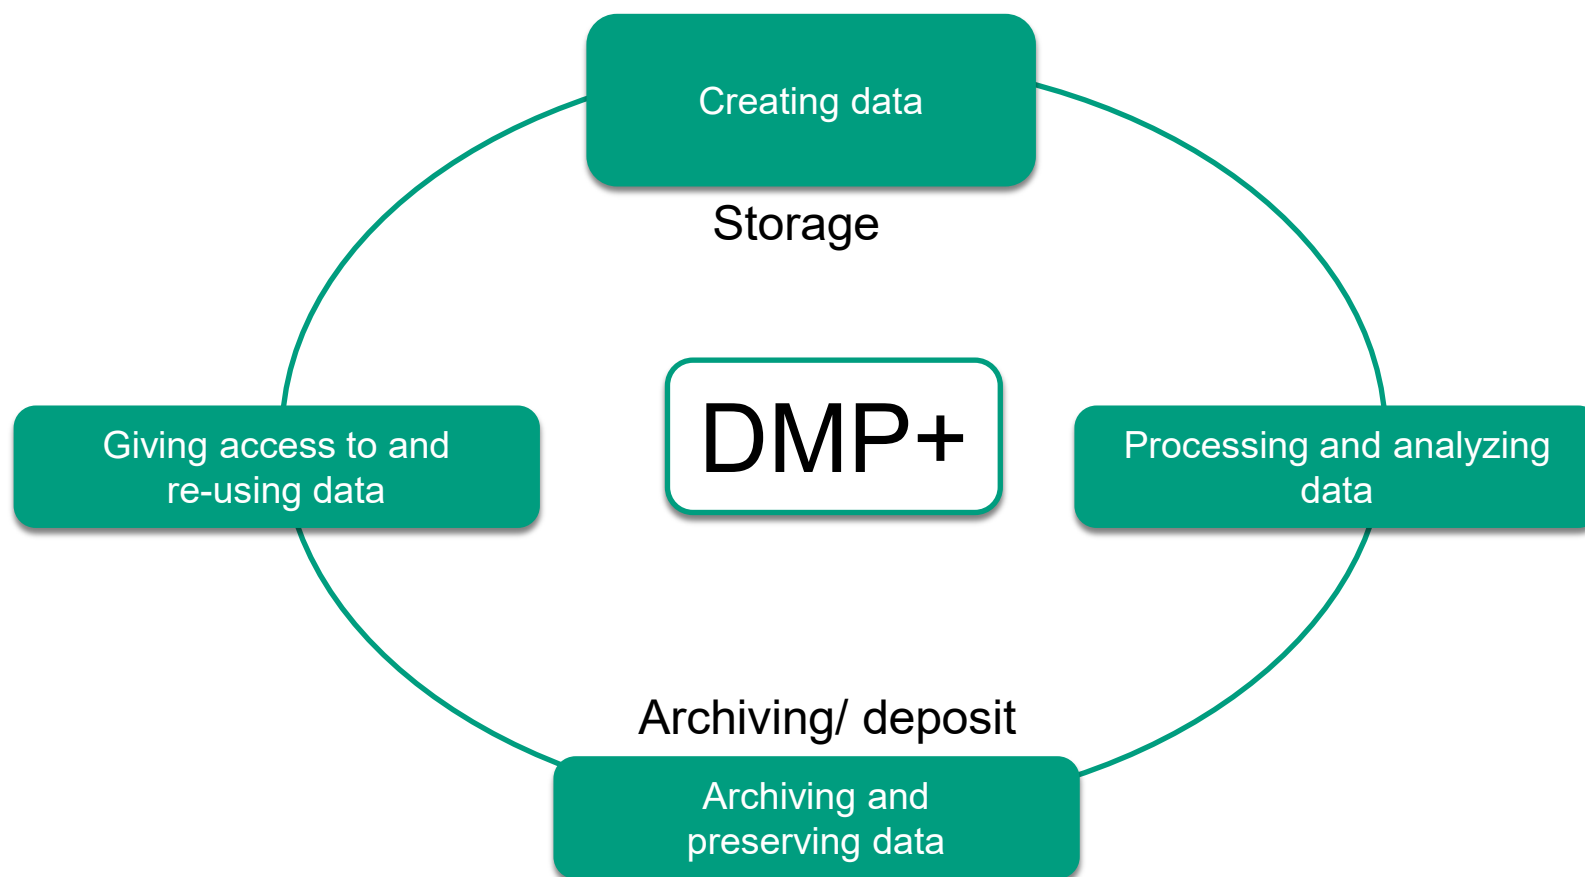 Creating data
Storage
Giving access to and
re-using data
DMP+
Processing and analyzing
data
Archiving/ deposit
Archiving and
preserving data